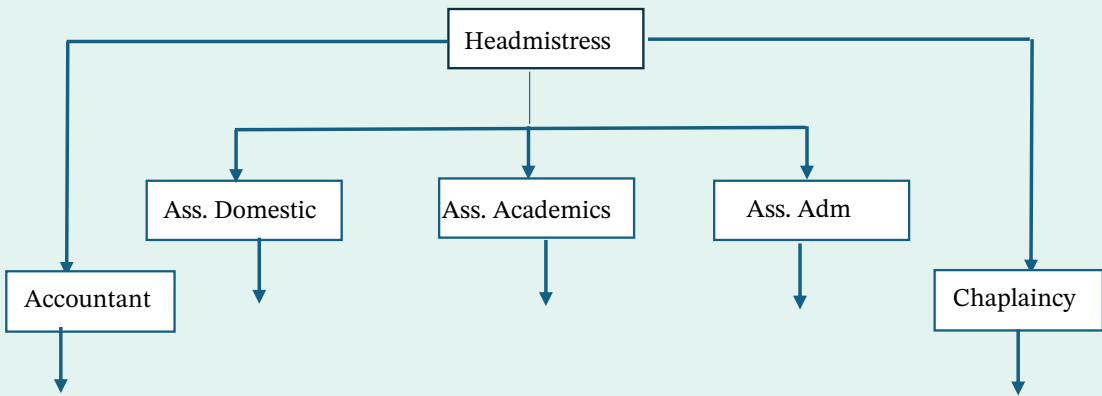 Headmistress
Ass. Domestic
Ass. Academics
Ass. Adm
Accountant
Chaplaincy